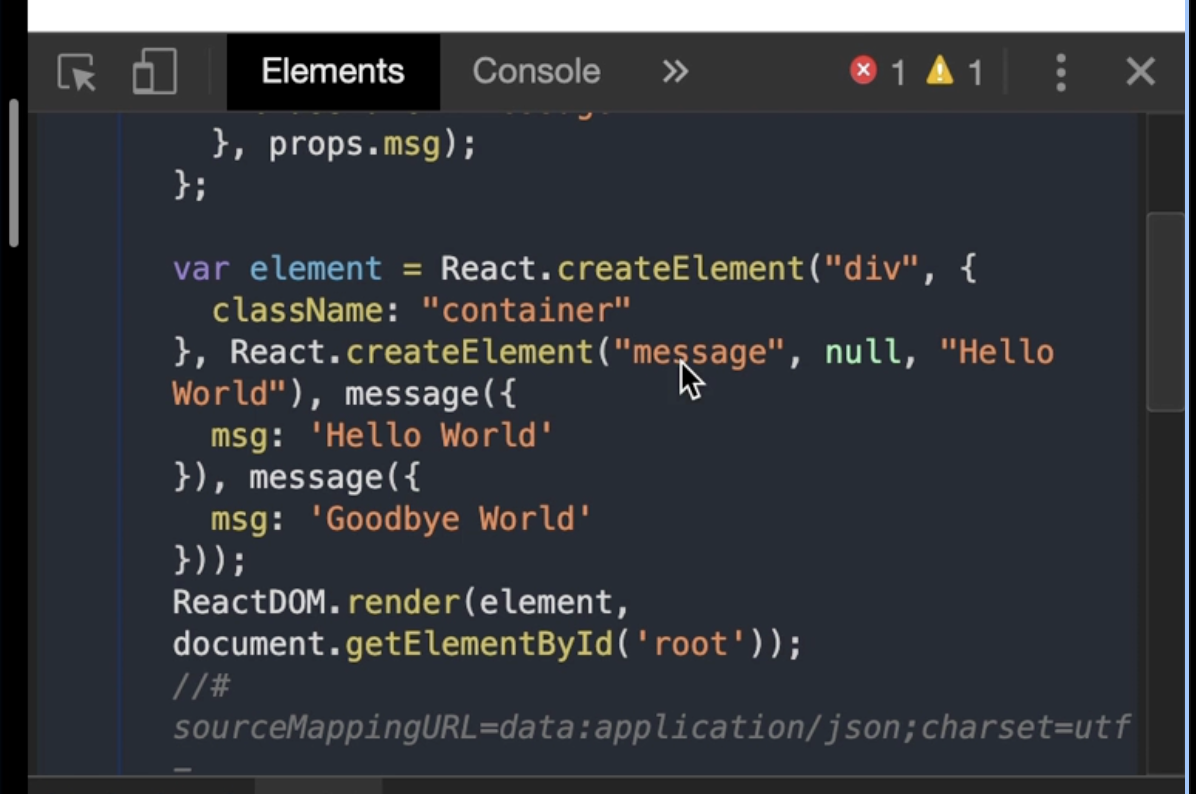 Elements Console » 1 1
}, props.msg);
};
var element = React.createElement("div", {
className: "container"
}, React.createElement("message", null, "Hello
World"), message({
msg: 'Hello World'
}), message({
msg: 'Goodbye World'
}));
ReactDOM.render(element,
document.getElementById('root'));
//#
sourceMappingURL=data:application/json;charset=utf